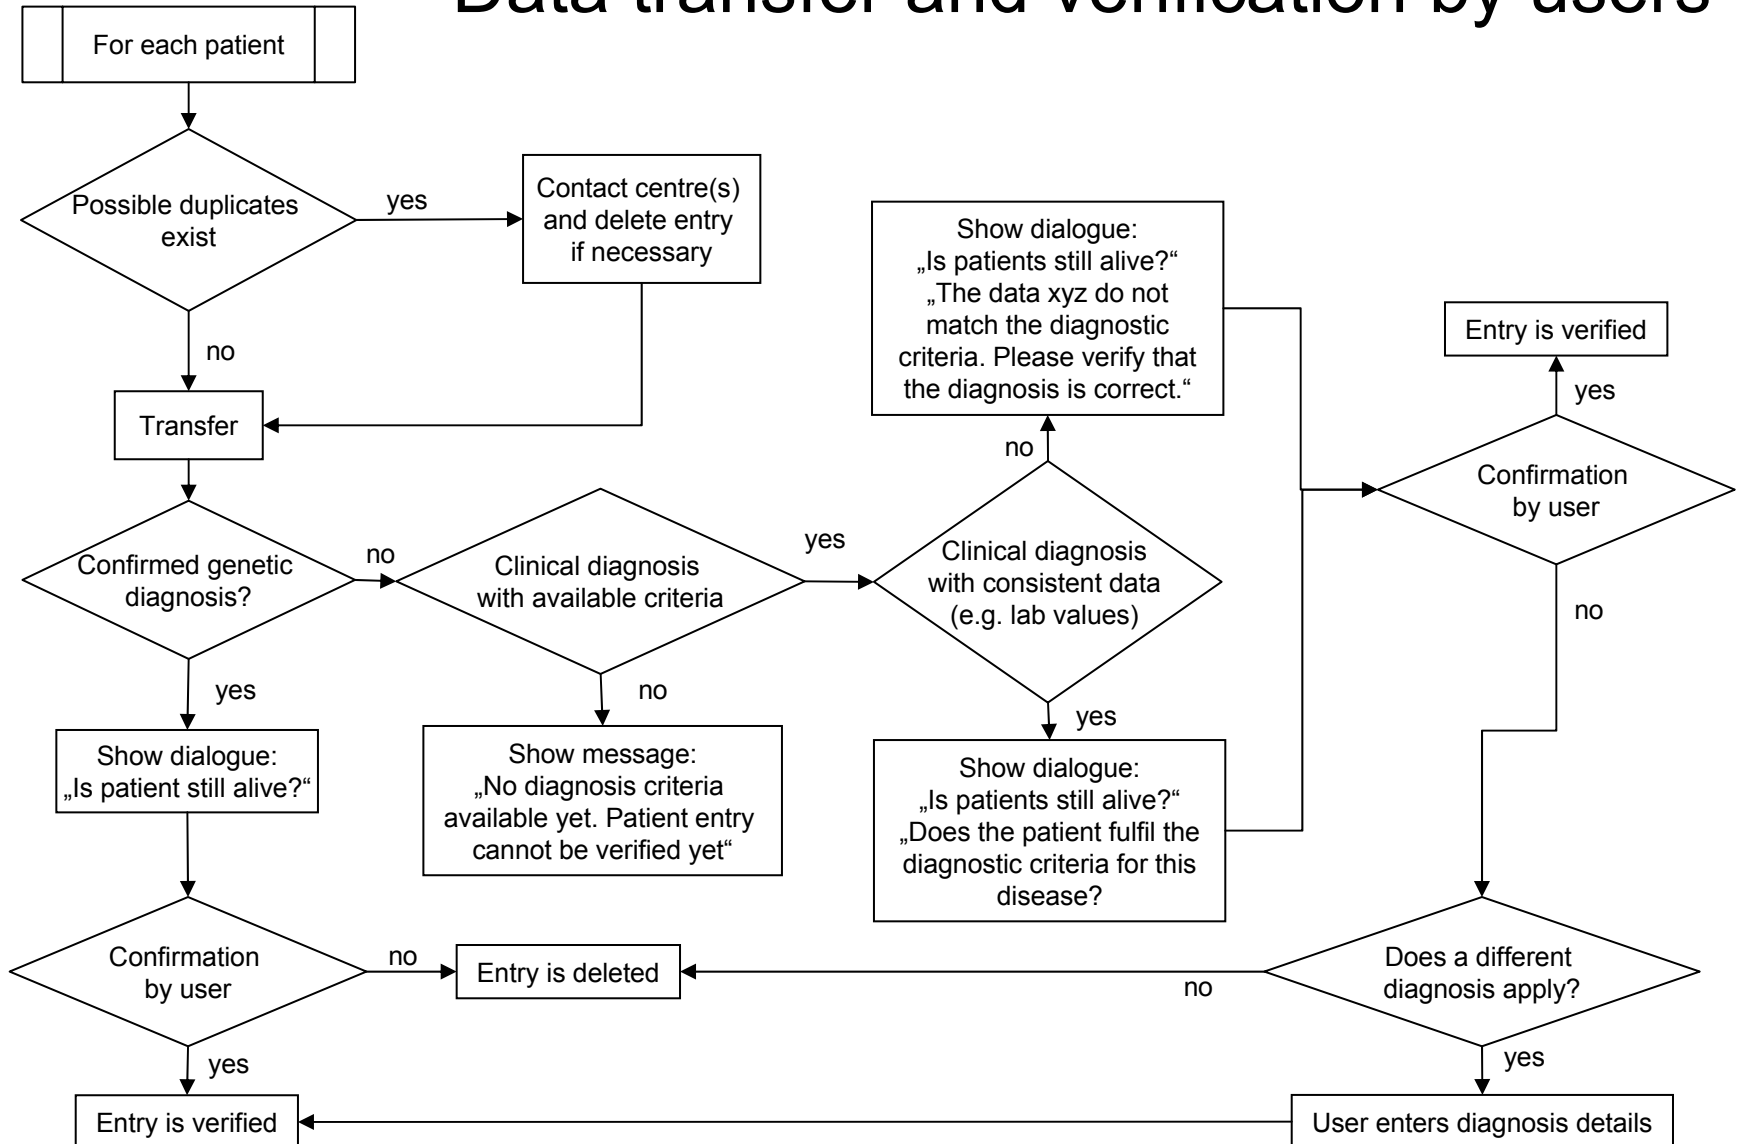 Data transfer and verification by users
For each patient
Possible duplicates
exist
yes
Contact centre(s)
and delete entry
if necessary
no
Transfer
Confirmed genetic
diagnosis?
no
Clinical diagnosis
with available criteria
yes
Clinical diagnosis
with consistent data
(e.g. lab values)
no
Show dialogue:
„Is patients still alive?“
„The data xyz do not
match the diagnostic
criteria. Please verify that
the diagnosis is correct.“
Entry is verified
yes
Confirmation
by user
no
yes
Show dialogue:
„Is patient still alive?“
no
Show message:
„No diagnosis criteria
available yet. Patient entry
cannot be verified yet“
yes
Show dialogue:
„Is patients still alive?“
„Does the patient fulfil the
diagnostic criteria for this
disease?
Confirmation
by user
no
Entry is deleted
no
Does a different
diagnosis apply?
yes
yes
Entry is verified
User enters diagnosis details